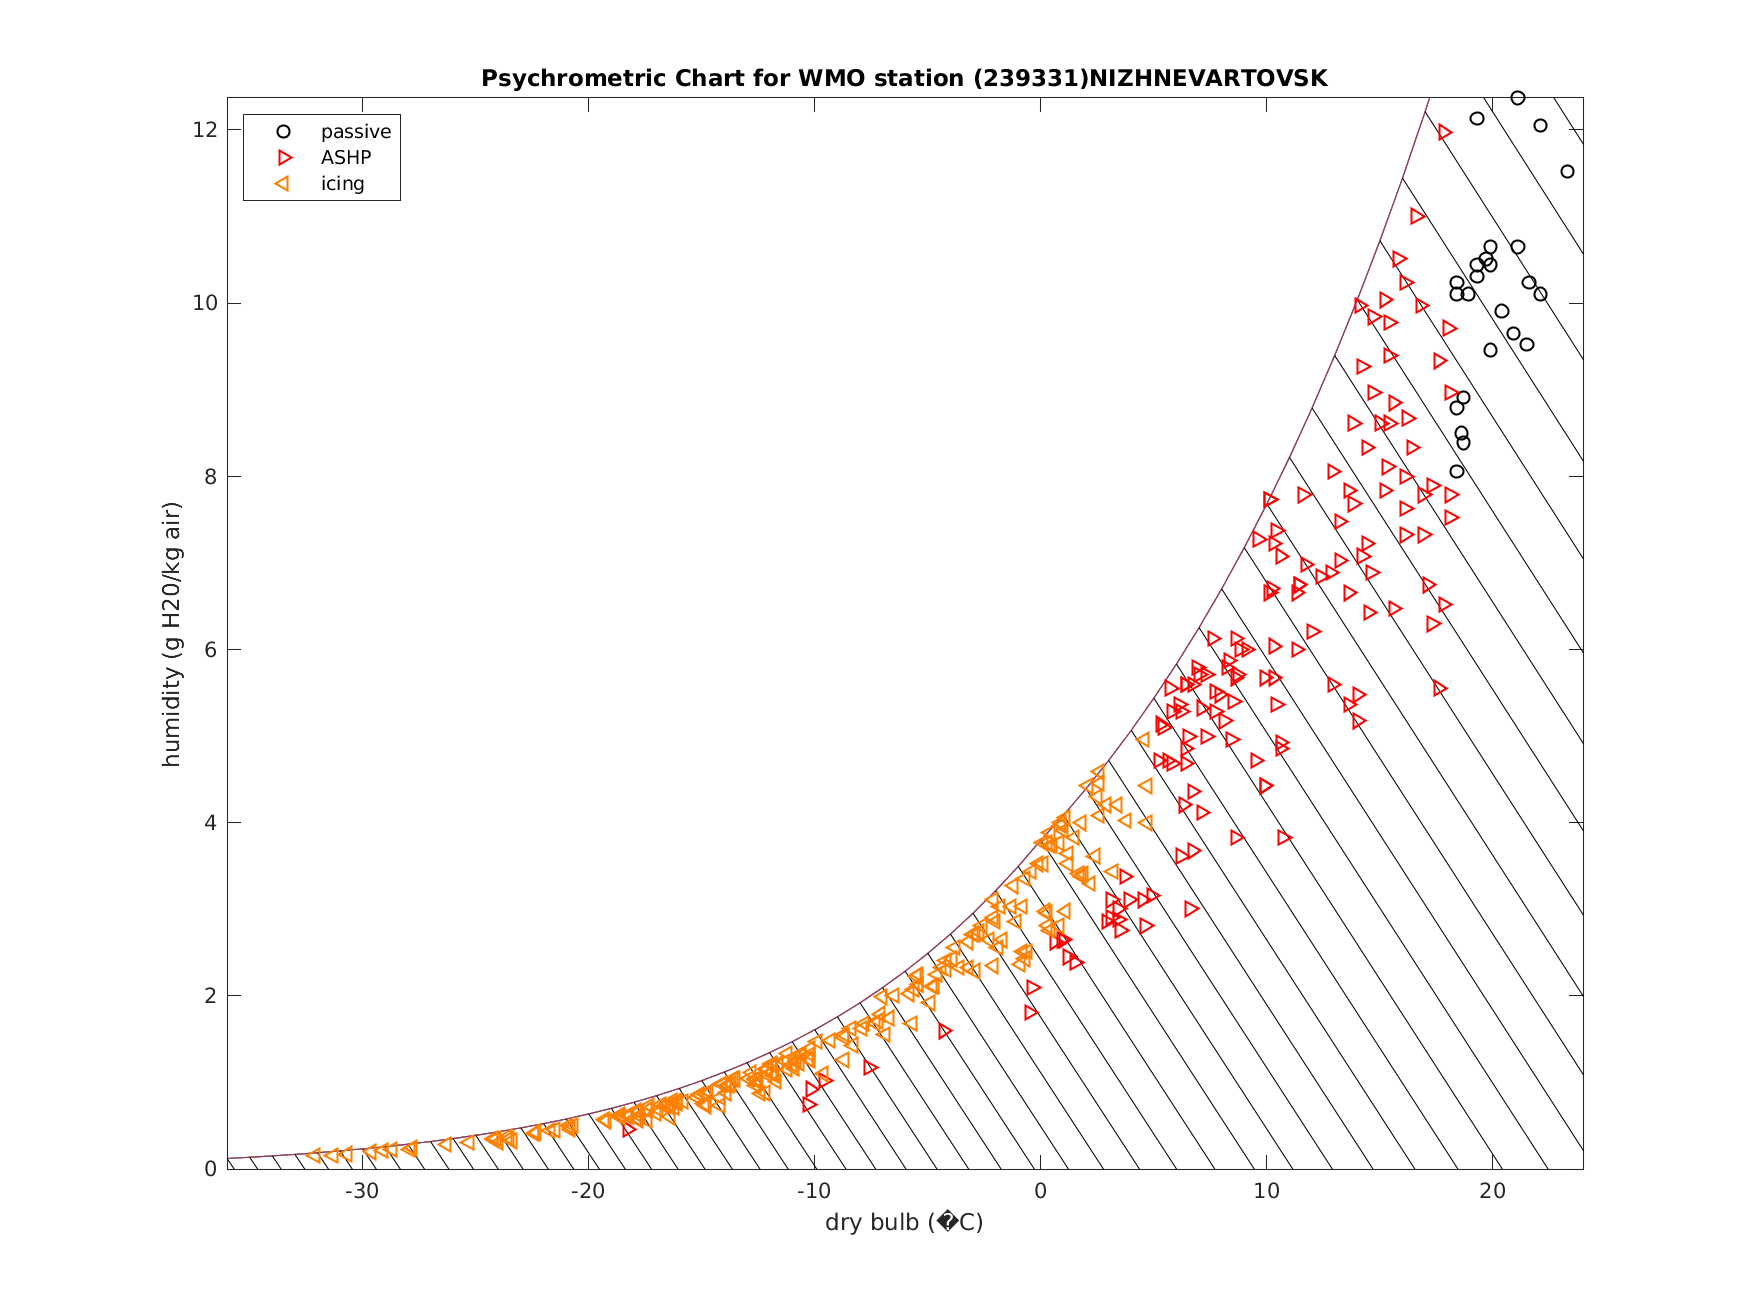 Psychrometric Chart for WMO station (239331)NIZHNEVARTOVSK
passive
ASHP
icing
12
10
8
6
4
2
0
humidity (g H20/kg air)
-30 -20 -10 0 10 20
dry bulb (�C)